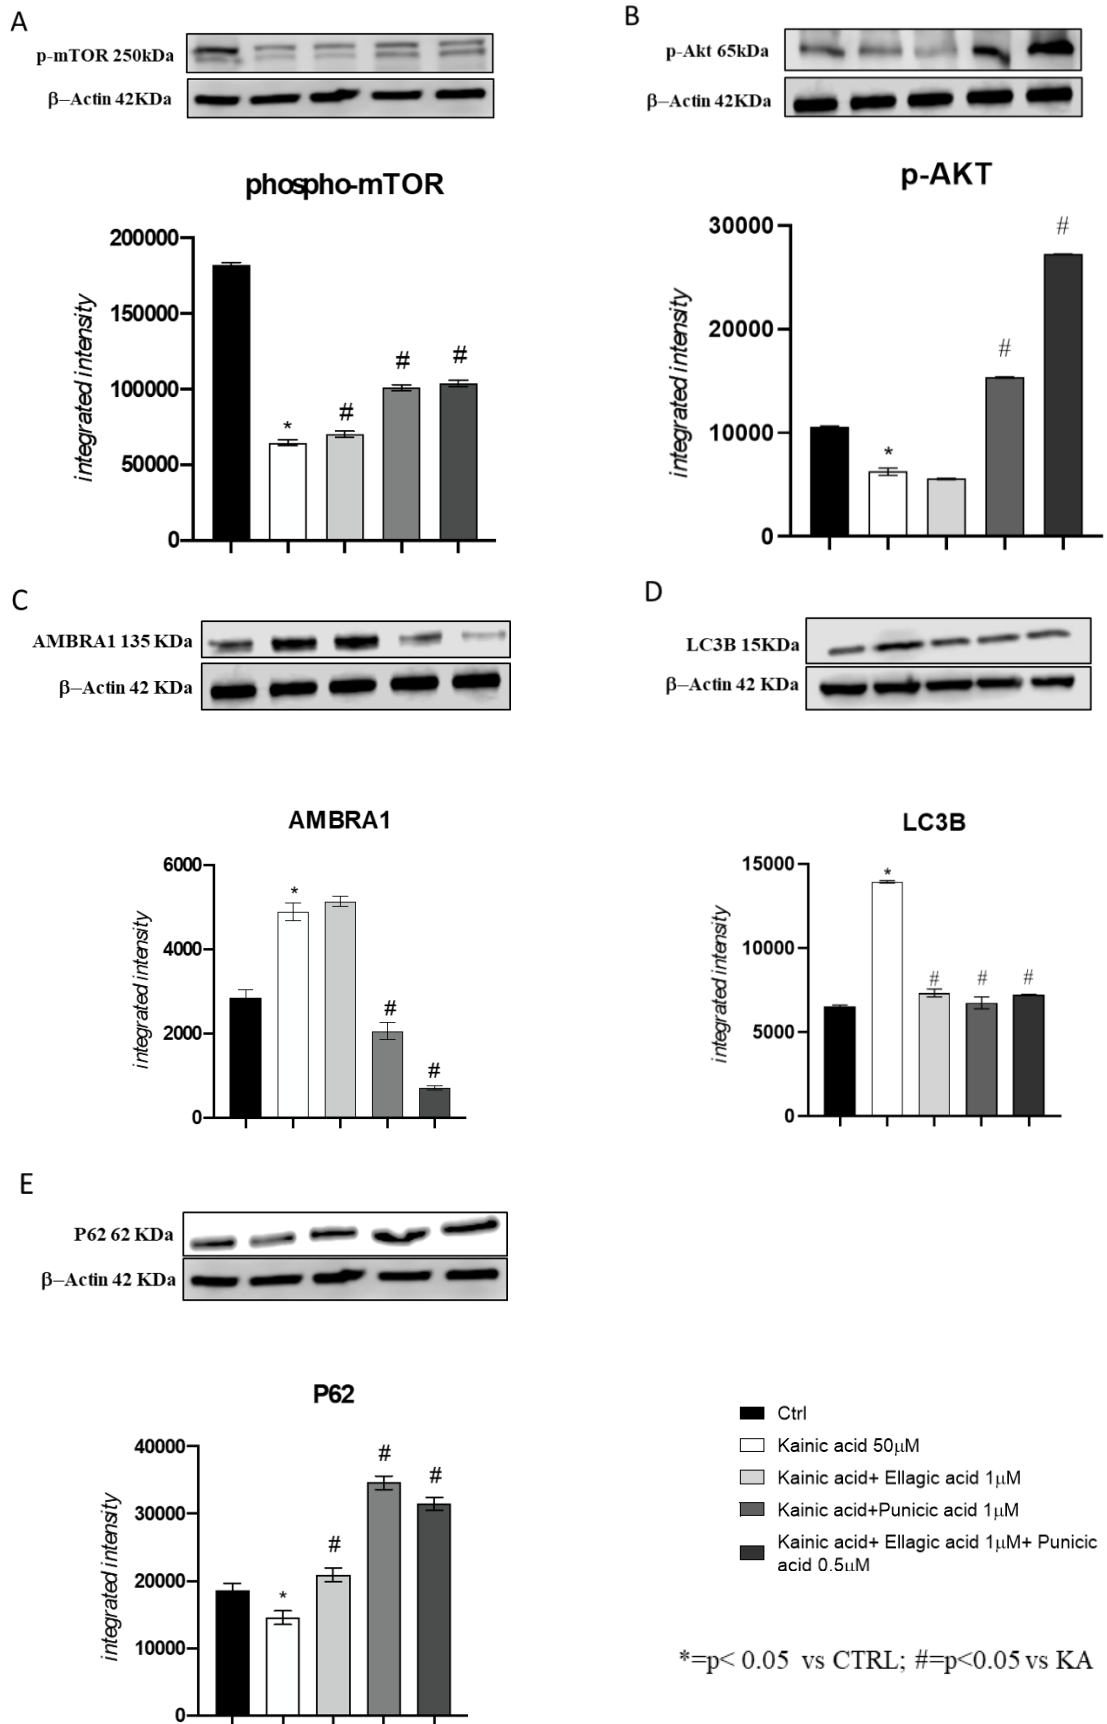 A
p-mTOR 250kDa
β–Actin 42KDa
phospho-mTOR
200000
150000
100000
50000
0
integrated intensity
*
#
#
#
B
p-Akt 65kDa
β–Actin 42KDa
p-AKT
30000
20000
10000
0
integrated intensity
*
#
#
C
AMBRA1 135 KDa
β–Actin 42 KDa
AMBRA1
6000
4000
2000
0
integrated intensity
*
#
#
D
LC3B 15KDa
β–Actin 42 KDa
LC3B
15000
10000
5000
0
integrated intensity
*
#
#
#
E
P62 62 KDa
β–Actin 42 KDa
P62
40000
30000
20000
10000
0
integrated intensity
*
#
#
#
Ctrl
Kainic acid 50µM
Kainic acid+ Ellagic acid 1µM
Kainic acid+Punicic acid 1µM
Kainic acid+ Ellagic acid 1µM+ Punicic
acid 0.5µM
*=p< 0.05 vs CTRL; #=p<0.05 vs KA